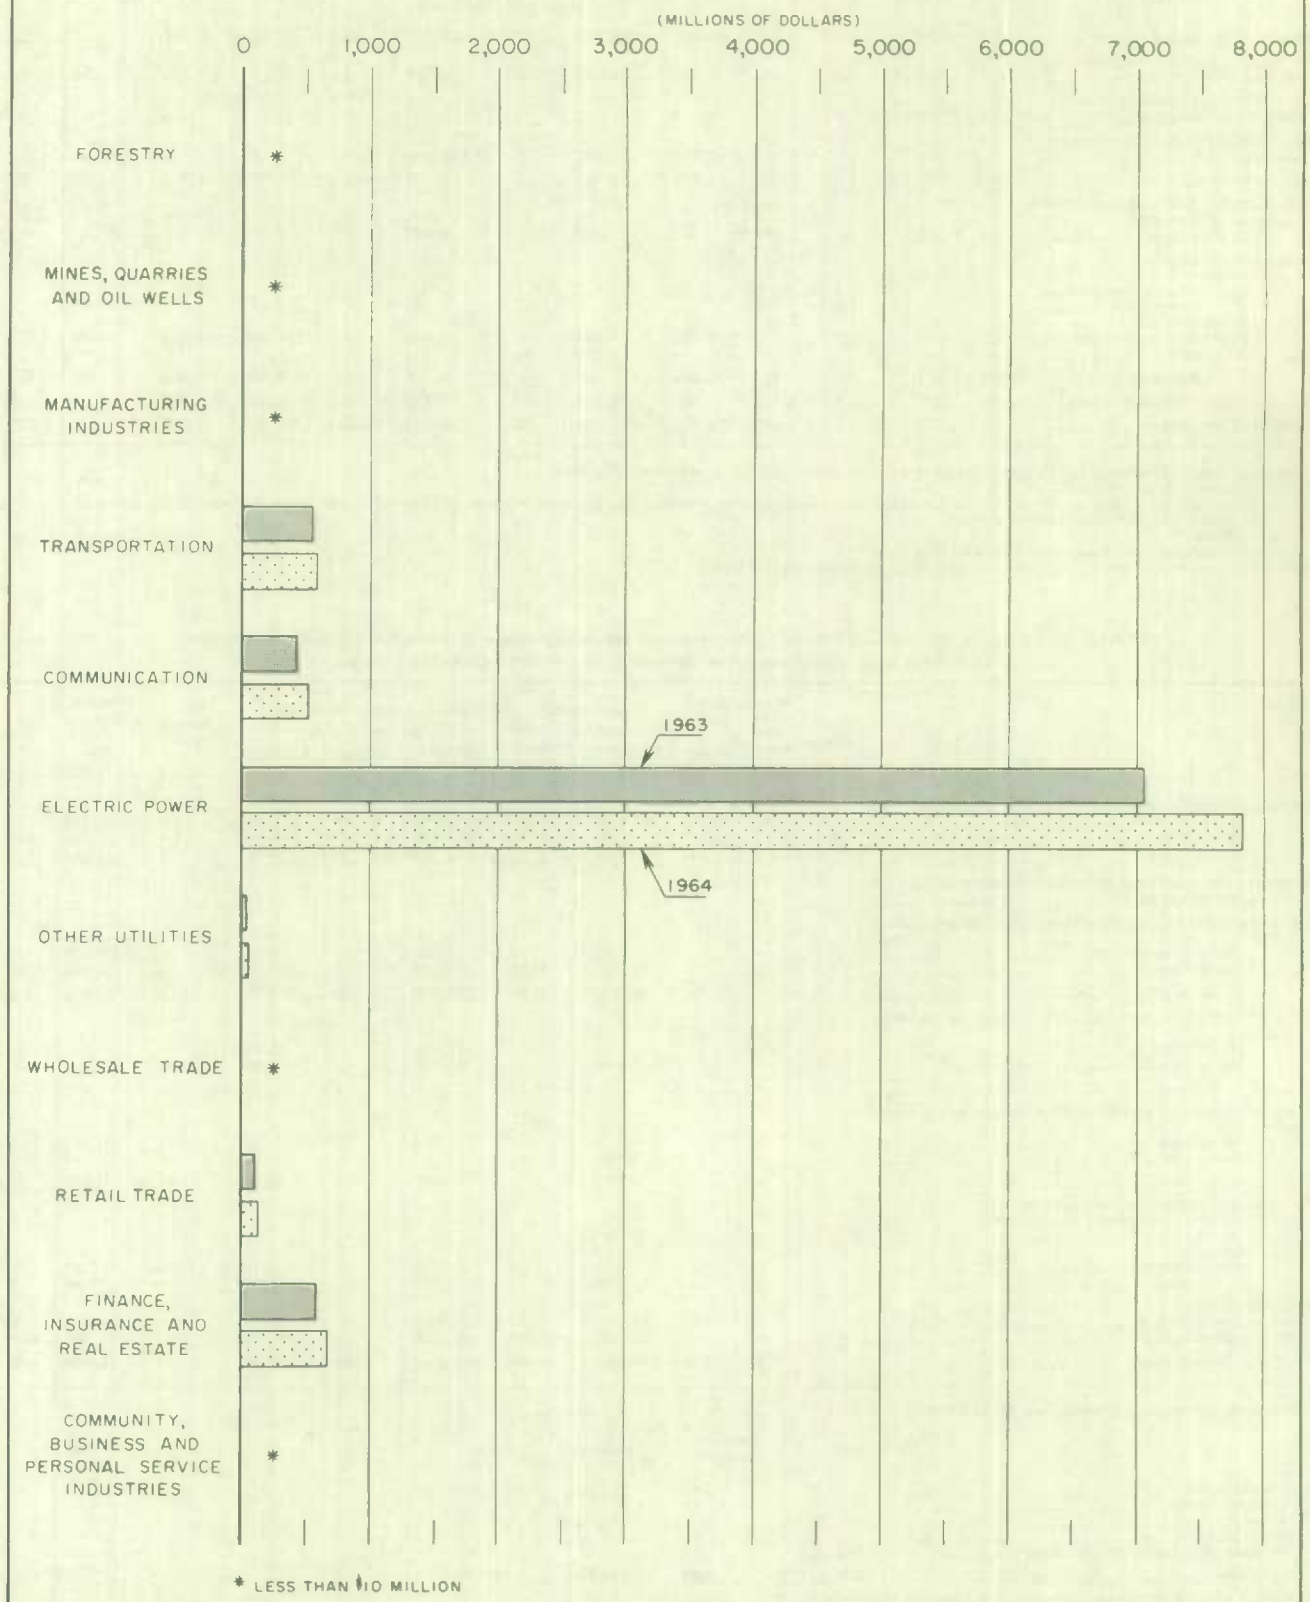 (MILLIONS OF DOLLARS)
0 1,000 2,000 3,000 4,000 5,000 6,000 7,000 8,000
FORESTRY *
MINES, QUARRIES
AND OIL WELLS *
MANUFACTURING
INDUSTRIES *
TRANSPORTATION
COMMUNICATION
1963
ELECTRIC POWER
1964
OTHER UTILITIES
WHOLESALE TRADE *
RETAIL TRADE
FINANCE,
INSURANCE AND
REAL ESTATE
COMMUNITY,
BUSINESS AND
PERSONAL SERVICE
INDUSTRIES *
* LESS THAN $10 MILLION